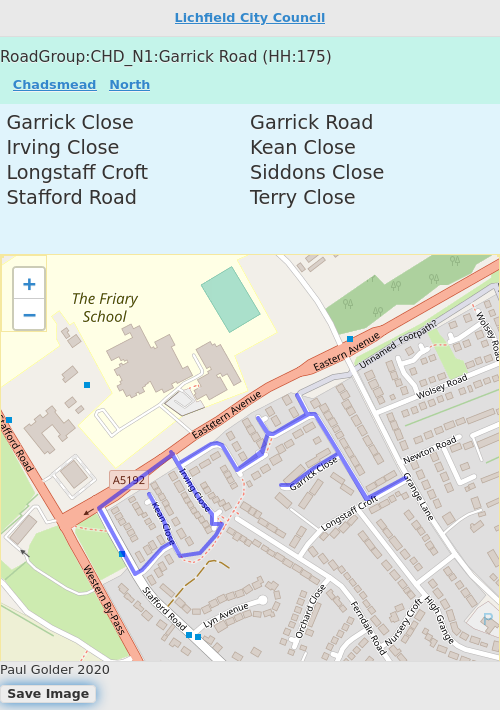 Lichfield City Council
RoadGroup:CHD_N1:Garrick Road (HH:175)
Chadsmead North
Garrick Close Garrick Road
Irving Close Kean Close
Longstaff Croft Siddons Close
Stafford Road Terry Close
+
−
The Friary
School
Eastern Avenue
Unnamed Footpath?
Wolsey Road
Wolsey Road
Eastern Avenue
Stafford Road
A5192
Irving Close
Kean Close
Garrick Close
Newton Road
Grange Lane
Longstaff Croft
Western By-Pass
Stafford Road
Lyn Avenue
Orchard Close
Ferndale Road
Nursery Croft
High Grange
Paul Golder 2020
Save Image